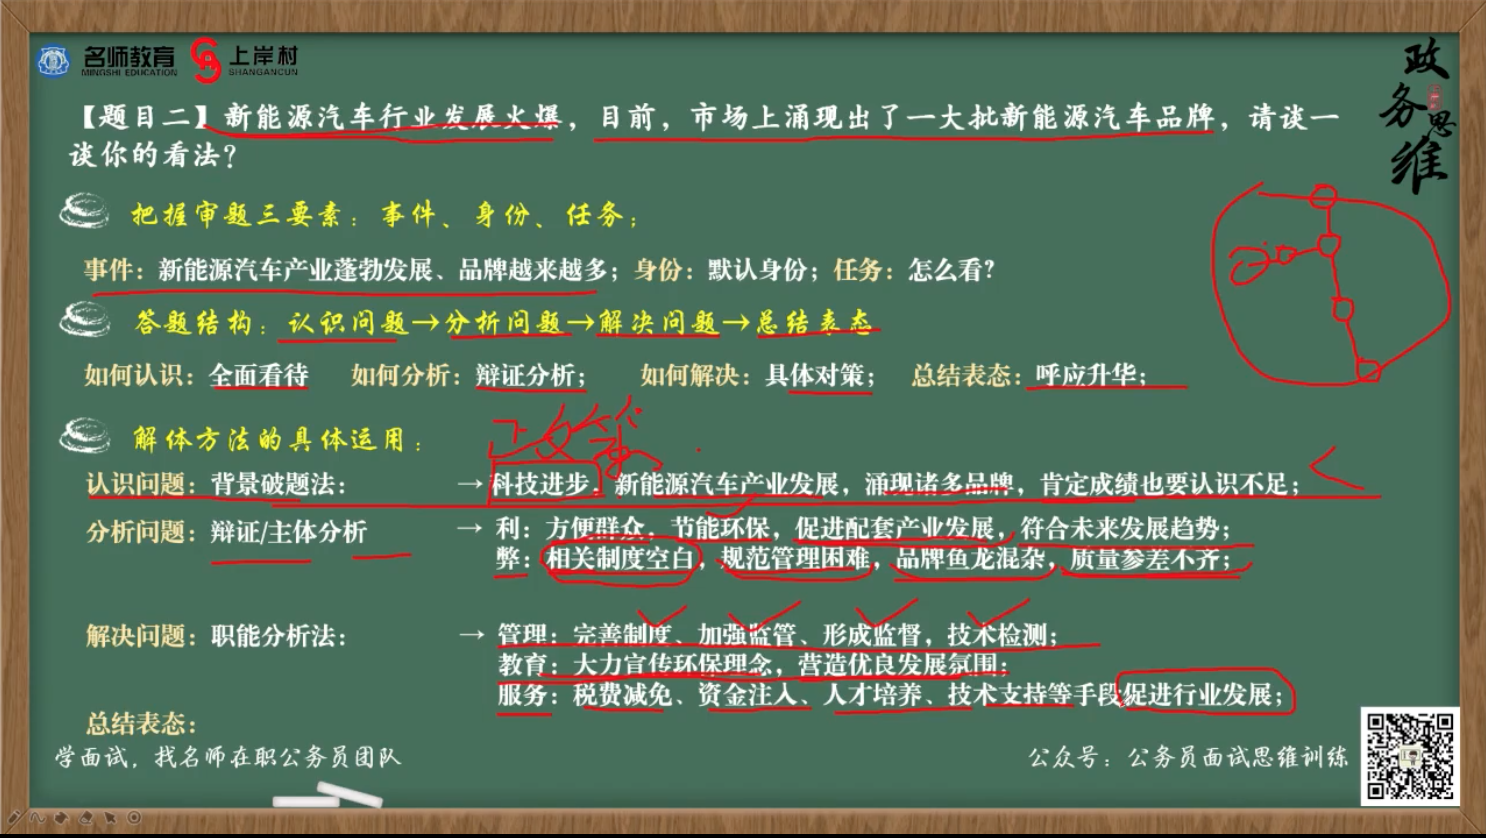 名师教育
MINGSHI EDUCATION
上岸村
SHANGANCUN
政务思维
【题目二】新能源汽车行业发展火爆，目前，市场上涌现出了一大批新能源汽车品牌，请谈一
谈你的看法？
把握审题三要素：事件、身份、任务；
事件：新能源汽车产业蓬勃发展、品牌越来越多；身份：默认身份；任务：怎么看？
答题结构：认识问题→分析问题→解决问题→总结表态
如何认识：全面看待 如何分析：辩证分析； 如何解决：具体对策； 总结表态：呼应升华；
解体方法的具体运用：
政策
认识问题：背景破题法： →科技进步，新能源汽车产业发展，涌现诸多品牌，肯定成绩也要认识不足；
分析问题：辩证/主体分析 → 利：方便群众，节能环保，促进配套产业发展，符合未来发展趋势；
弊：相关制度空白，规范管理困难，品牌鱼龙混杂，质量参差不齐；
解决问题：职能分析法： → 管理：完善制度、加强监管、形成监督，技术检测；
教育：大力宣传环保理念，营造优良发展氛围；
服务：税费减免、资金注入、人才培养、技术支持等手段促进行业发展；
总结表态：
学面试，找名师在职公务员团队
公众号：公务员面试思维训练